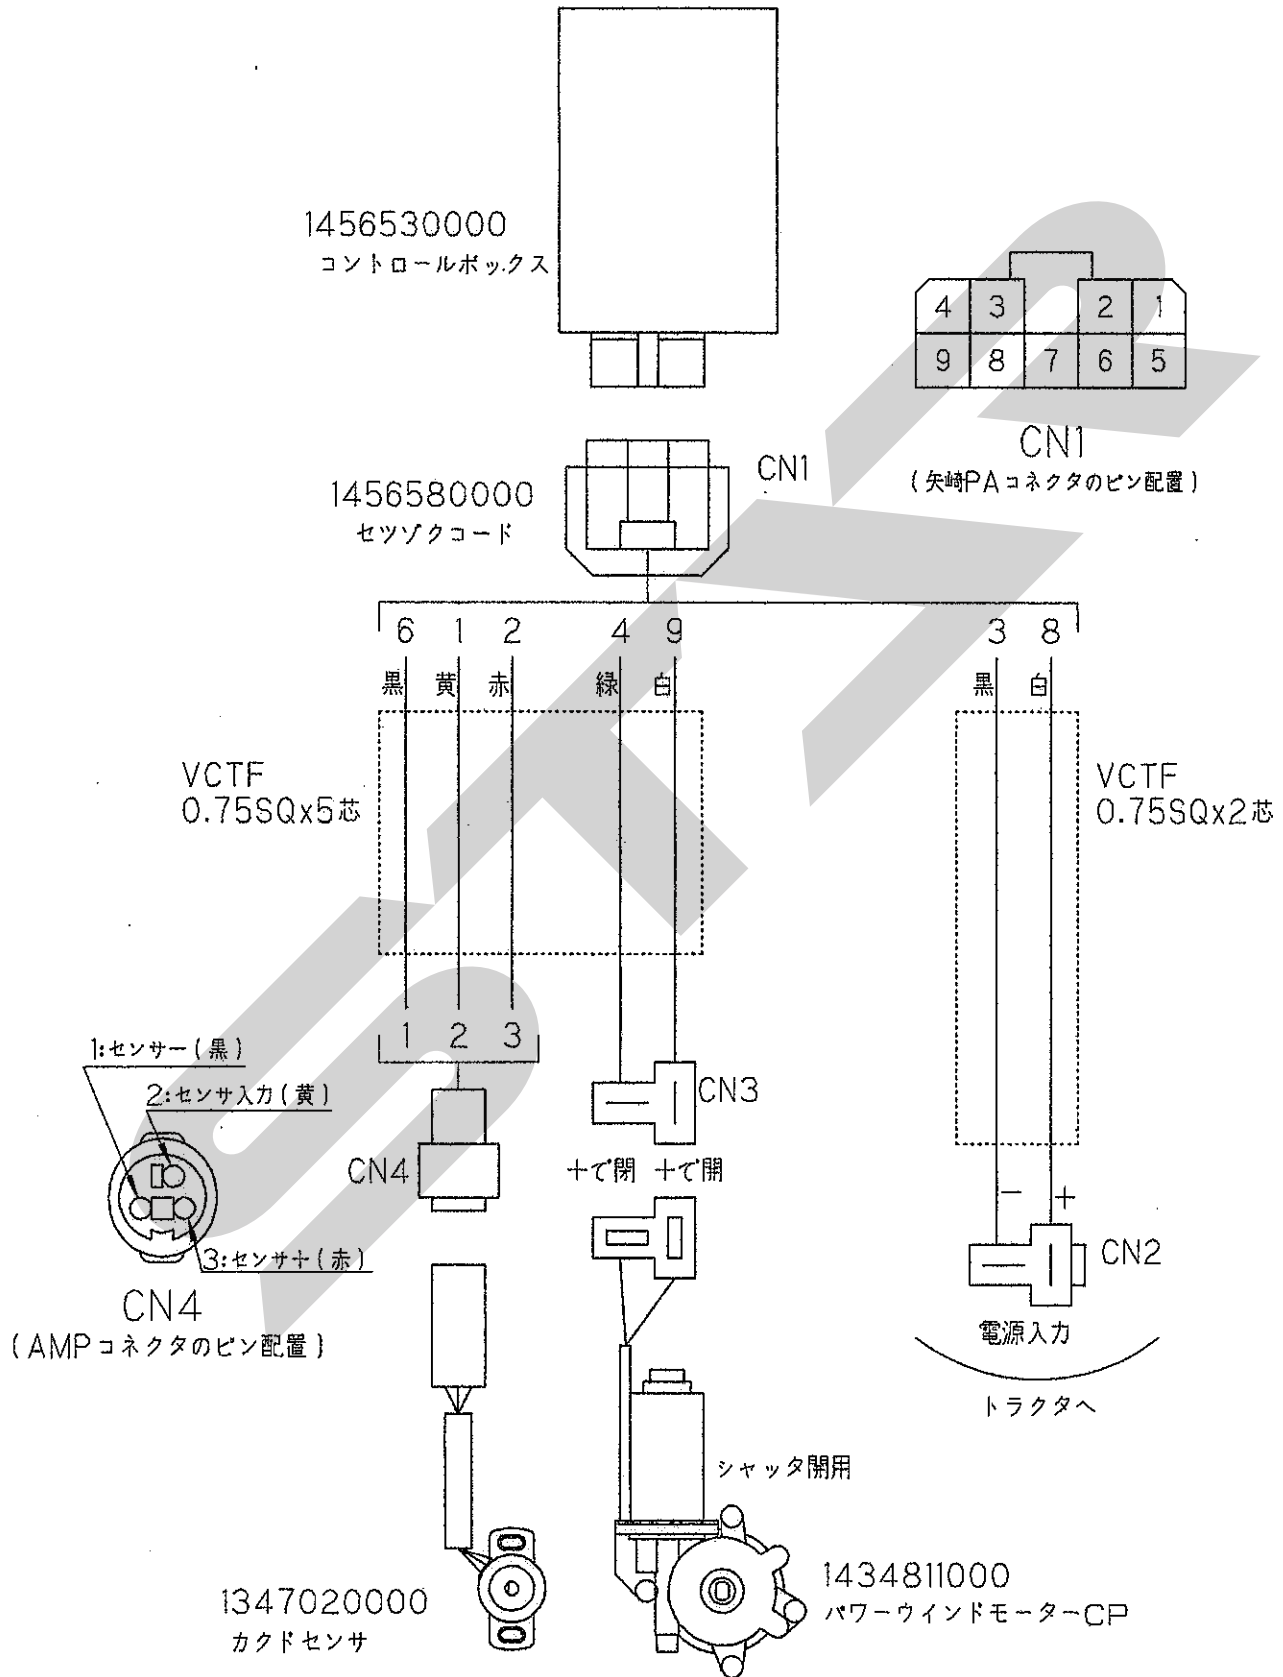 1456530000
コントロールボックス
4 3 2 1
9 8 7 6 5
CN1
(矢崎PAコネクタのピン配置)
CN1
1456580000
セツゾクコード
6 1 2 4 9 3 8
黒 黄 赤 緑 白 黒 白
VCTF
0.75SQx5芯
VCTF
0.75SQx2芯
1 2 3
1:センサー(黒)
2:センサ入力(黄)
3:センサ+(赤)
CN4
(AMPコネクタのピン配置)
CN4
CN3
+で閉 +で開
- +
CN2
電源入力
トラクタへ
シャッタ開用
1347020000
カクドセンサ
1434811000
パワーウインドモーターCP
STAR